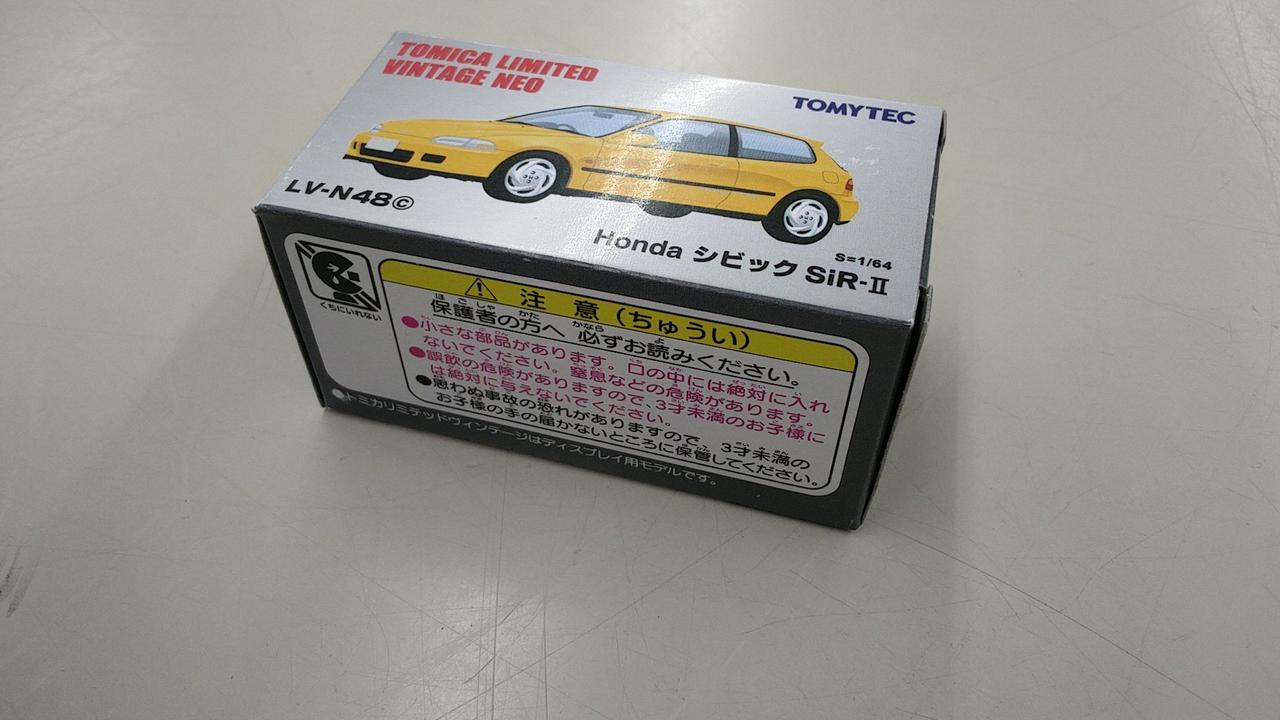 TOMICA LIMITED
VINTAGE NEO
TOMYTEC
LV-N48©
S=1/64
Honda シビック SiR-II
くちにいれない
注 意 (ちゅうい)
保護者の方へ 必ずお読みください。
●小さな部品があります。口の中には絶対に入れ
ないでください。窒息などの危険があります。
●誤飲の危険がありますので、3才未満のお子様に
は絶対に与えないでください。
●思わぬ事故の恐れがありますので、3才未満の
お子様の手の届かないところに保管してください。
●トミカリミテッドヴィンテージはディスプレイ用モデルです。